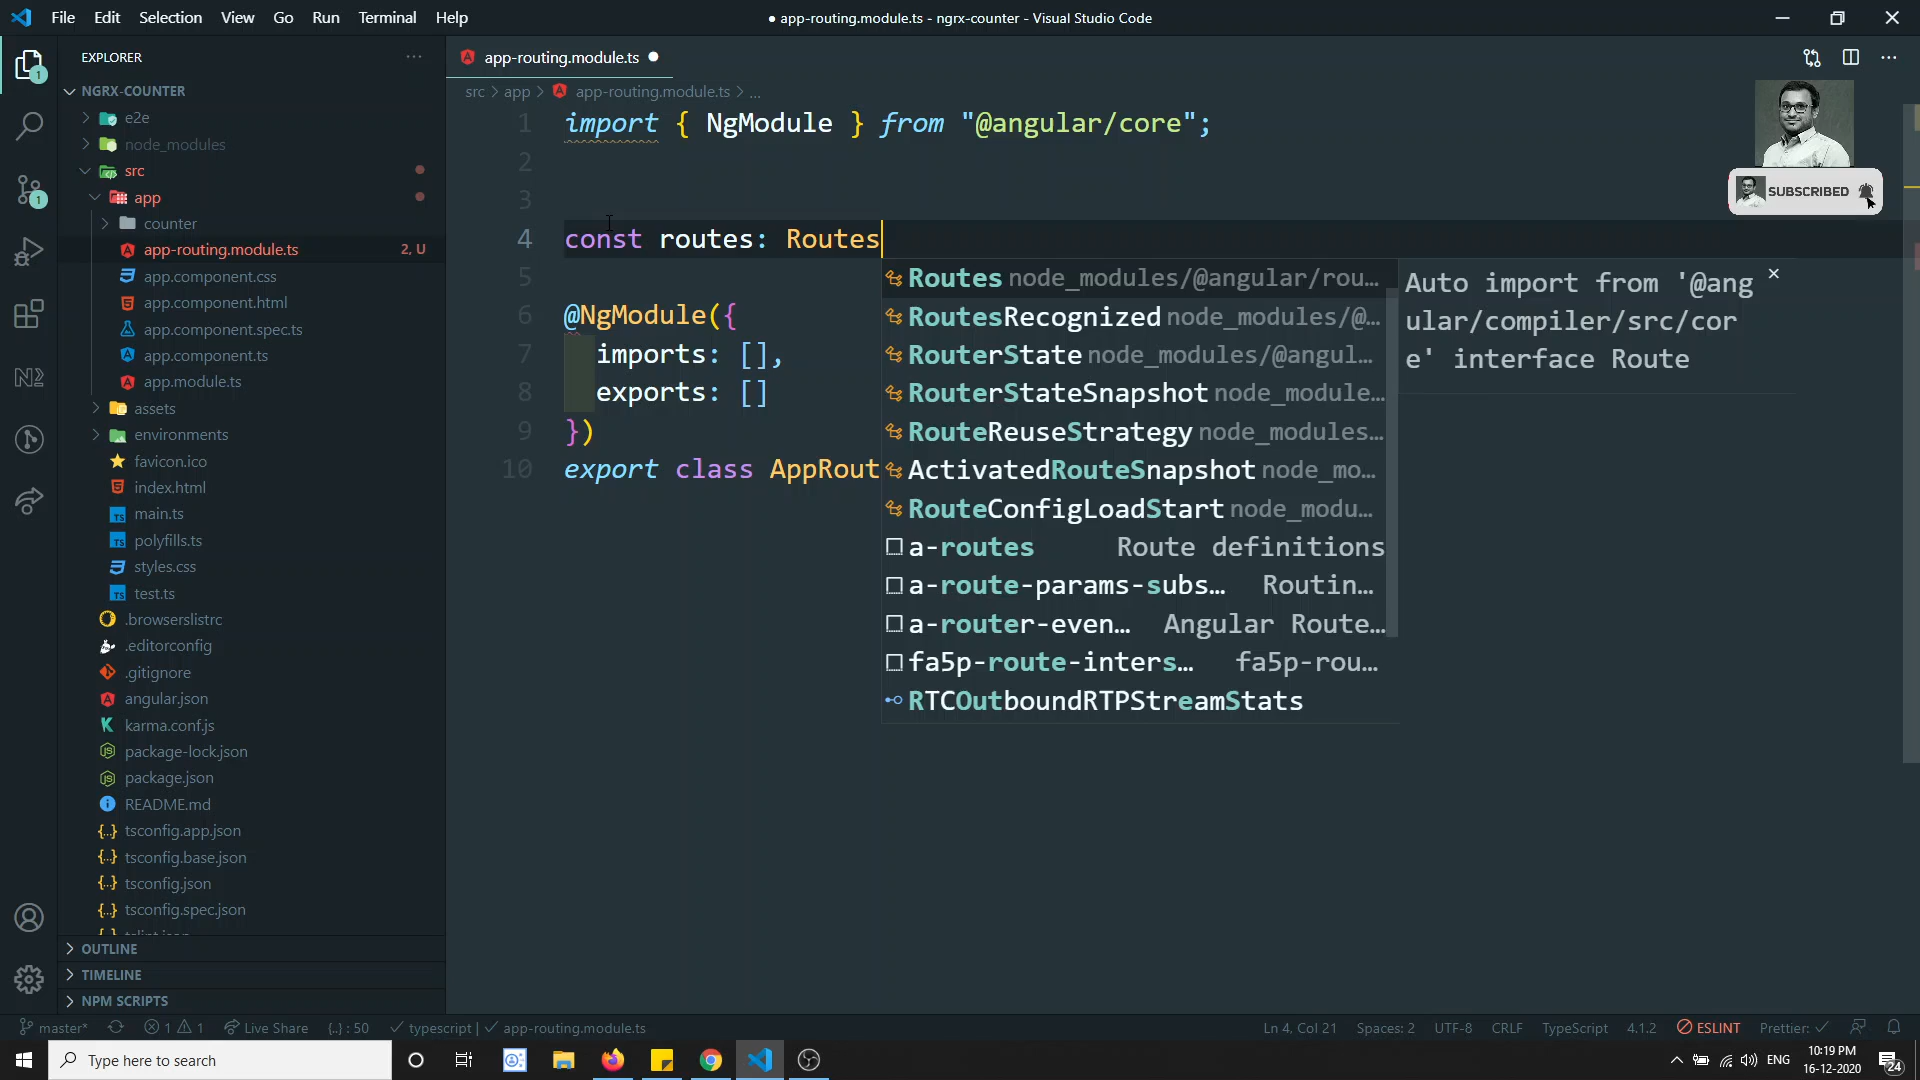 File Edit Selection View Go Run Terminal Help
● app-routing.module.ts - ngrx-counter - Visual Studio Code
EXPLORER
NGRX-COUNTER
e2e
node_modules
src
app
counter
app-routing.module.ts 2, U
app.component.css
app.component.html
app.component.spec.ts
app.component.ts
app.module.ts
assets
environments
favicon.ico
index.html
main.ts
polyfills.ts
styles.css
test.ts
.browserslistrc
.editorconfig
.gitignore
angular.json
karma.conf.js
package-lock.json
package.json
README.md
tsconfig.app.json
tsconfig.base.json
tsconfig.json
tsconfig.spec.json
OUTLINE
TIMELINE
NPM SCRIPTS
app-routing.module.ts
src > app > app-routing.module.ts > ...
1 import { NgModule } from "@angular/core";
2
3
4 const routes: Routes
5
6 @NgModule({
7 imports: [],
8 exports: []
9 })
10 export class AppRout
Routes node_modules/@angular/rou...
RoutesRecognized node_modules/@...
RouterState node_modules/@angul...
RouterStateSnapshot node_module...
RouteReuseStrategy node_modules...
ActivatedRouteSnapshot node_mo...
RouteConfigLoadStart node_modu...
a-routes Route definitions
a-route-params-subs... Routin...
a-router-even... Angular Route...
fa5p-route-inters... fa5p-rou...
RTCOutboundRTPStreamStats
Auto import from '@ang
ular/compiler/src/cor
e' interface Route
SUBSCRIBED
master* 1 1 Live Share {..} : 50 typescript | app-routing.module.ts
Ln 4, Col 21 Spaces: 2 UTF-8 CRLF TypeScript 4.1.2 ESLINT Prettier:
Type here to search
ENG
10:19 PM
16-12-2020
24